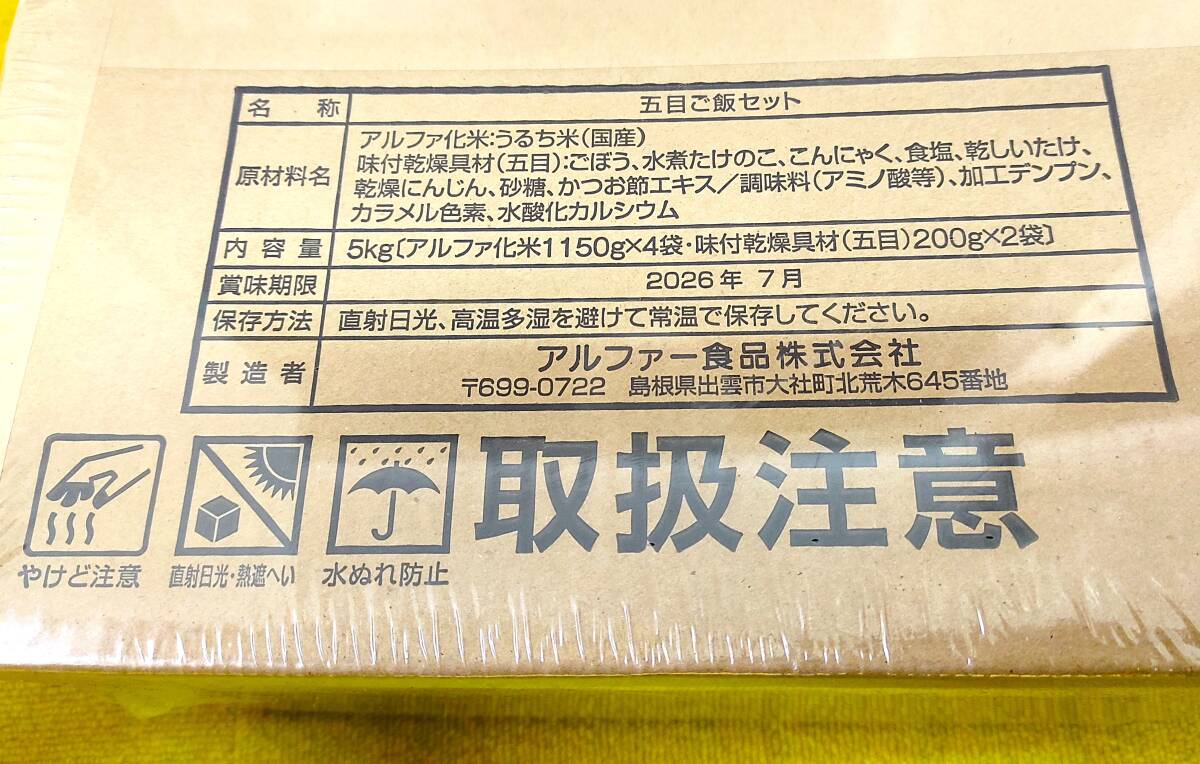 名称 五目ご飯セット
原材料名 アルファ化米:うるち米(国産)
味付乾燥具材(五目):ごぼう、水煮たけのこ、こんにゃく、食塩、乾しいたけ、
乾燥にんじん、砂糖、かつお節エキス/調味料(アミノ酸等)、加工デンプン、
カラメル色素、水酸化カルシウム
内容量 5kg〔アルファ化米1150g×4袋・味付乾燥具材(五目)200g×2袋〕
賞味期限 2026年 7月
保存方法 直射日光、高温多湿を避けて常温で保存してください。
製造者 アルファー食品株式会社
〒699-0722 島根県出雲市大社町北荒木645番地
取扱注意
やけど注意 直射日光・熱遮へい 水ぬれ防止